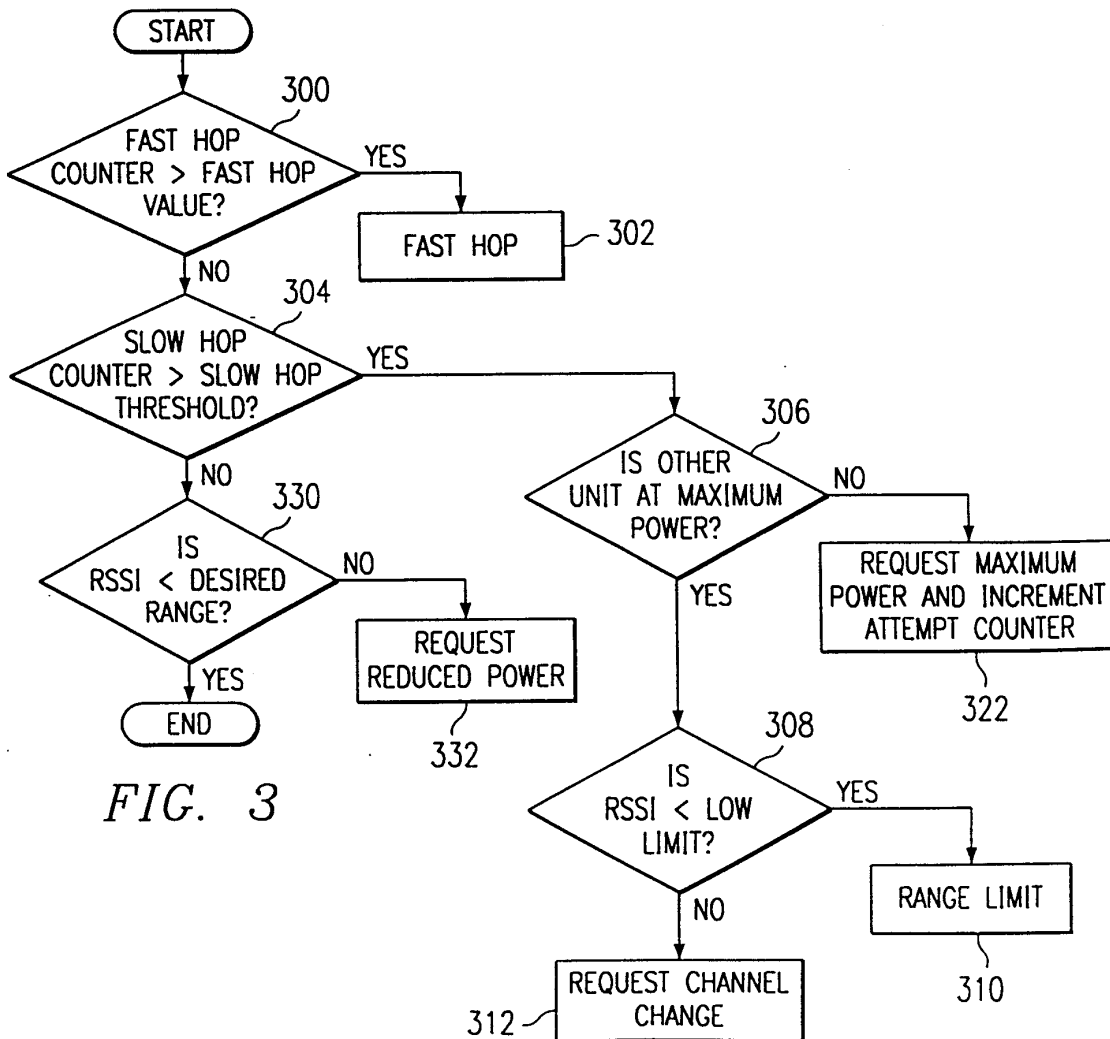 START
300
FAST HOP
COUNTER > FAST HOP
VALUE?
YES
FAST HOP
302
NO
304
SLOW HOP
COUNTER > SLOW HOP
THRESHOLD?
YES
306
IS OTHER
UNIT AT MAXIMUM
POWER?
NO
REQUEST MAXIMUM
POWER AND INCREMENT
ATTEMPT COUNTER
322
NO
330
IS
RSSI < DESIRED
RANGE?
NO
REQUEST
REDUCED POWER
332
YES
END
YES
308
IS
RSSI < LOW
LIMIT?
YES
RANGE LIMIT
310
NO
REQUEST CHANNEL
CHANGE
312
FIG. 3